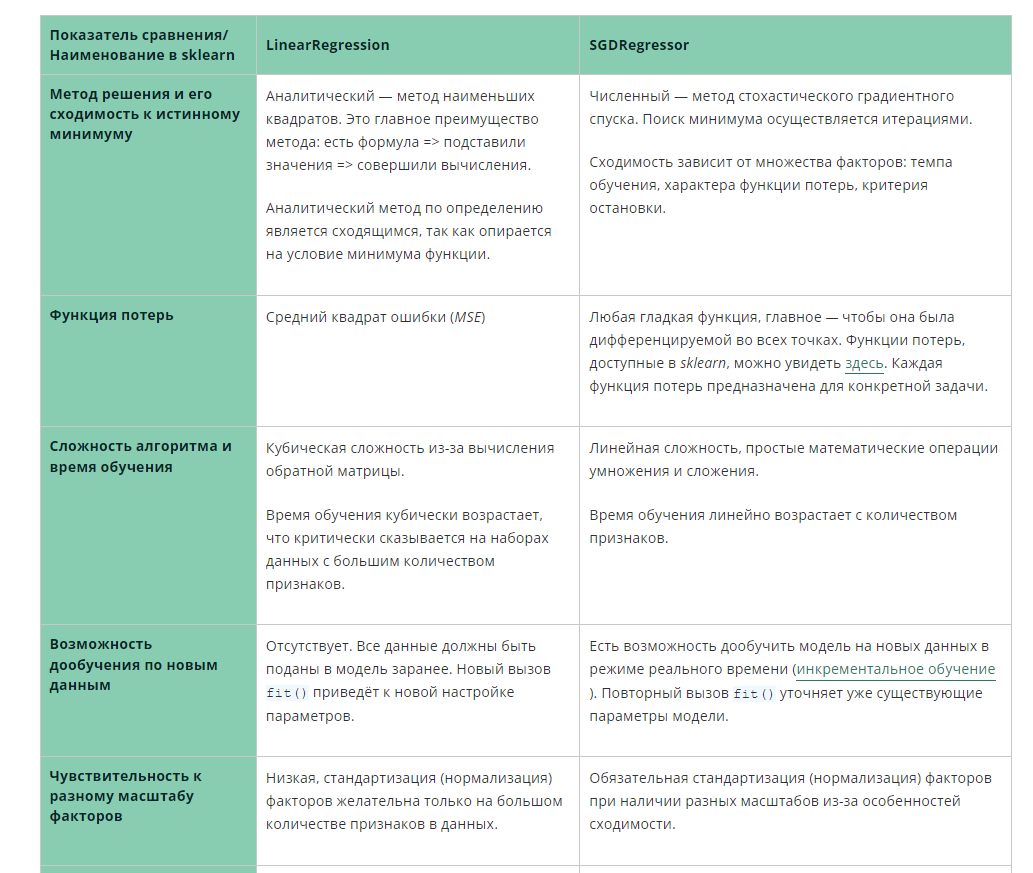 Показатель сравнения/
Наименование в sklearn
LinearRegression
SGDRegressor
Метод решения и его
сходимость к истинному
минимуму
Аналитический — метод наименьших
квадратов. Это главное преимущество
метода: есть формула => подставили
значения => совершили вычисления.
Аналитический метод по определению
является сходящимся, так как опирается
на условие минимума функции.
Численный — метод стохастического градиентного
спуска. Поиск минимума осуществляется итерациями.
Сходимость зависит от множества факторов: темпа
обучения, характера функции потерь, критерия
остановки.
Функция потерь
Средний квадрат ошибки (MSE)
Любая гладкая функция, главное — чтобы она была
дифференцируемой во всех точках. Функции потерь,
доступные в sklearn, можно увидеть здесь. Каждая
функция потерь предназначена для конкретной задачи.
Сложность алгоритма и
время обучения
Кубическая сложность из-за вычисления
обратной матрицы.
Время обучения кубически возрастает,
что критически сказывается на наборах
данных с большим количеством
признаков.
Линейная сложность, простые математические операции
умножения и сложения.
Время обучения линейно возрастает с количеством
признаков.
Возможность
дообучения по новым
данным
Отсутствует. Все данные должны быть
поданы в модель заранее. Новый вызов
fit() приведёт к новой настройке
параметров.
Есть возможность дообучить модель на новых данных в
режиме реального времени (инкрементальное обучение
). Повторный вызов fit() уточняет уже существующие
параметры модели.
Чувствительность к
разному масштабу
факторов
Низкая, стандартизация (нормализация)
факторов желательна только на большом
количестве признаков в данных.
Обязательная стандартизация (нормализация) факторов
при наличии разных масштабов из-за особенностей
сходимости.